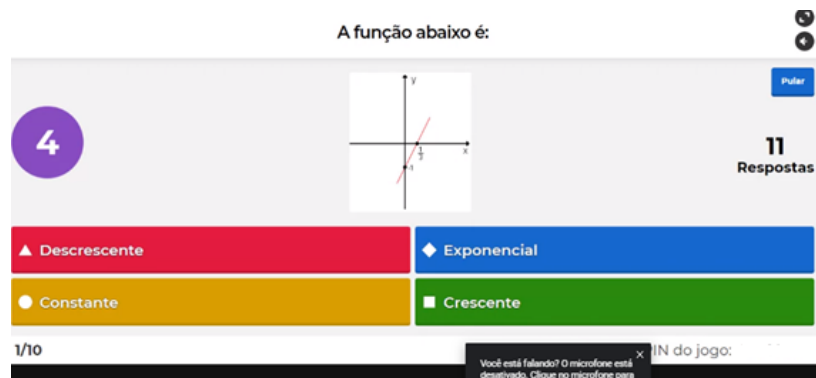 A função abaixo é:
Pular
4
y
1
3
x
-1
11
Respostas
Descrescente
Exponencial
Constante
Crescente
1/10
PIN do jogo:
Você está falando? O microfone está
desativado. Clique no microfone para